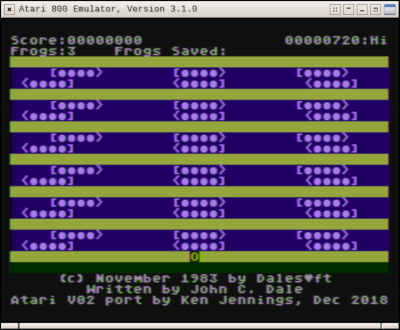 Atari 800 Emulator, Version 3.1.0
Score:00000000 00000720:Hi
Frogs:3 Frogs Saved:
[●●●●> [●●●●> [●●●●>
<●●●●] <●●●●] <●●●●]
[●●●●> [●●●●> [●●●●>
<●●●●] <●●●●] <●●●●]
[●●●●> [●●●●> [●●●●>
<●●●●] <●●●●] <●●●●]
[●●●●> [●●●●> [●●●●>
<●●●●] <●●●●] <●●●●]
[●●●●> [●●●●> [●●●●>
<●●●●] <●●●●] <●●●●]
[●●●●> [●●●●> [●●●●>
<●●●●] <●●●●] <●●●●]
O
(c) November 1983 by Dales♥ft
Written by John C. Dale
Atari V02 port by Ken Jennings, Dec 2018